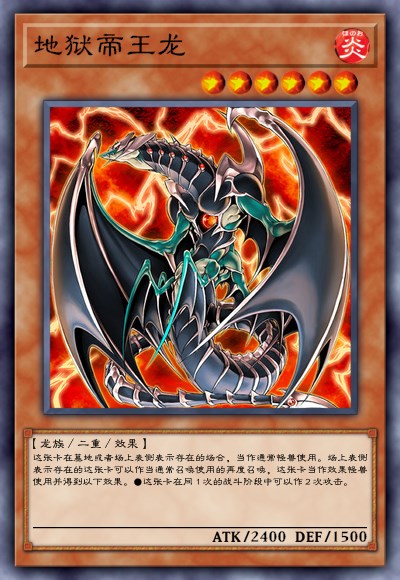 地狱帝王龙
ほのお
炎
【龙族／二重／效果】
这张卡在墓地或者场上表侧表示存在的场合，当作通常怪兽使用。场上表侧
表示存在的这张卡可以作当通常召唤使用的再度召唤，这张卡当作效果怪兽
使用并得到以下效果。●这张卡在同1次的战斗阶段中可以作2次攻击。
ATK/2400 DEF/1500